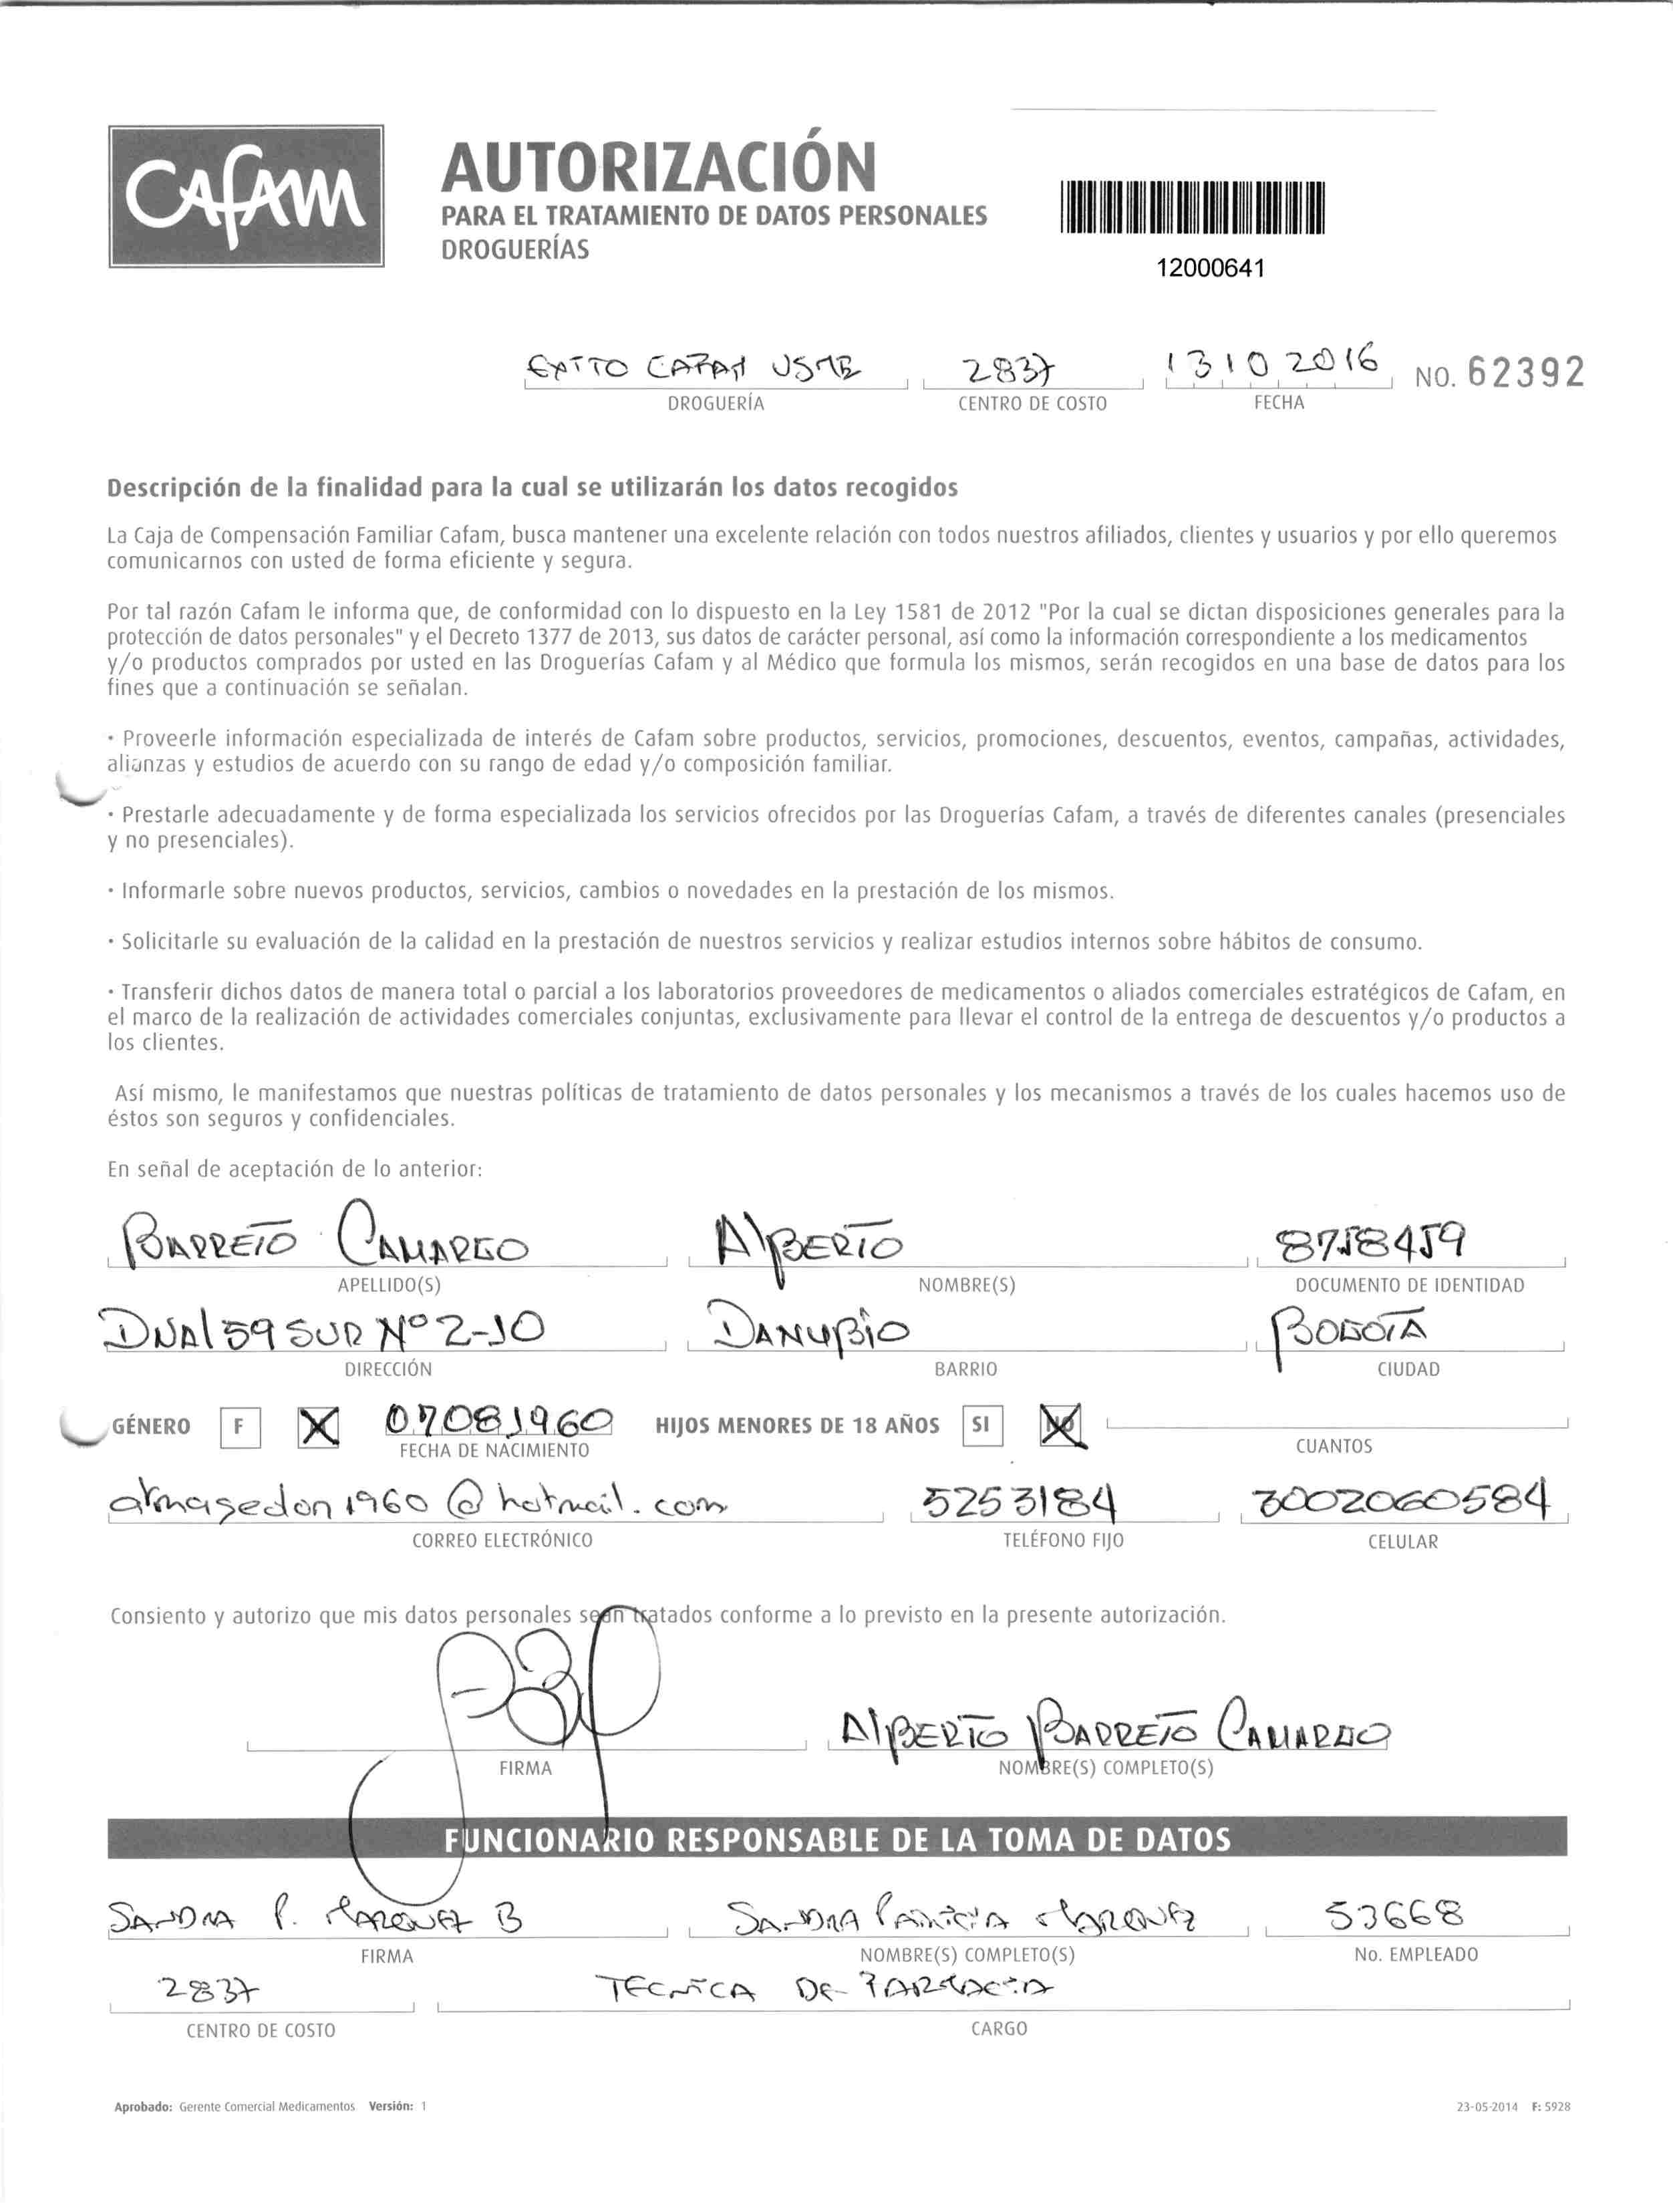 CAFAM
AUTORIZACIÓN
PARA EL TRATAMIENTO DE DATOS PERSONALES
DROGUERÍAS
12000641
EXITO CAFAM USME 2837 13102016 NO. 62392
DROGUERÍA CENTRO DE COSTO FECHA
Descripción de la finalidad para la cual se utilizarán los datos recogidos
La Caja de Compensación Familiar Cafam, busca mantener una excelente relación con todos nuestros afiliados, clientes y usuarios y por ello queremos
comunicarnos con usted de forma eficiente y segura.
Por tal razón Cafam le informa que, de conformidad con lo dispuesto en la Ley 1581 de 2012 "Por la cual se dictan disposiciones generales para la
protección de datos personales" y el Decreto 1377 de 2013, sus datos de carácter personal, así como la información correspondiente a los medicamentos
y/o productos comprados por usted en las Droguerías Cafam y al Médico que formula los mismos, serán recogidos en una base de datos para los
fines que a continuación se señalan.
· Proveerle información especializada de interés de Cafam sobre productos, servicios, promociones, descuentos, eventos, campañas, actividades,
alianzas y estudios de acuerdo con su rango de edad y/o composición familiar.
· Prestarle adecuadamente y de forma especializada los servicios ofrecidos por las Droguerías Cafam, a través de diferentes canales (presenciales
y no presenciales).
· Informarle sobre nuevos productos, servicios, cambios o novedades en la prestación de los mismos.
· Solicitarle su evaluación de la calidad en la prestación de nuestros servicios y realizar estudios internos sobre hábitos de consumo.
· Transferir dichos datos de manera total o parcial a los laboratorios proveedores de medicamentos o aliados comerciales estratégicos de Cafam, en
el marco de la realización de actividades comerciales conjuntas, exclusivamente para llevar el control de la entrega de descuentos y/o productos a
los clientes.
Así mismo, le manifestamos que nuestras políticas de tratamiento de datos personales y los mecanismos a través de los cuales hacemos uso de
éstos son seguros y confidenciales.
En señal de aceptación de lo anterior:
BARRETO CAMARGO ALBERTO 8758459
APELLIDO(S) NOMBRE(S) DOCUMENTO DE IDENTIDAD
59 SUR Nº 2-10 DANUBIO BOGOTA
DIRECCIÓN BARRIO CIUDAD
GÉNERO F X 07081960 HIJOS MENORES DE 18 AÑOS SI NO
FECHA DE NACIMIENTO CUANTOS
armagedon1960@hotmail.com 5253184 3002060584
CORREO ELECTRÓNICO TELÉFONO FIJO CELULAR
Consiento y autorizo que mis datos personales sean tratados conforme a lo previsto en la presente autorización.
ALBERTO BARRETO CAMARGO
FIRMA NOMBRE(S) COMPLETO(S)
FUNCIONARIO RESPONSABLE DE LA TOMA DE DATOS
SANDRA P. MARQUEZ B SANDRA PATRICIA MARQUEZ 53668
FIRMA NOMBRE(S) COMPLETO(S) No. EMPLEADO
2837 TECNICA DE FARMACIA
CENTRO DE COSTO CARGO
Aprobado: Gerente Comercial Medicamentos Versión: 1 23-05-2014 F: 5928